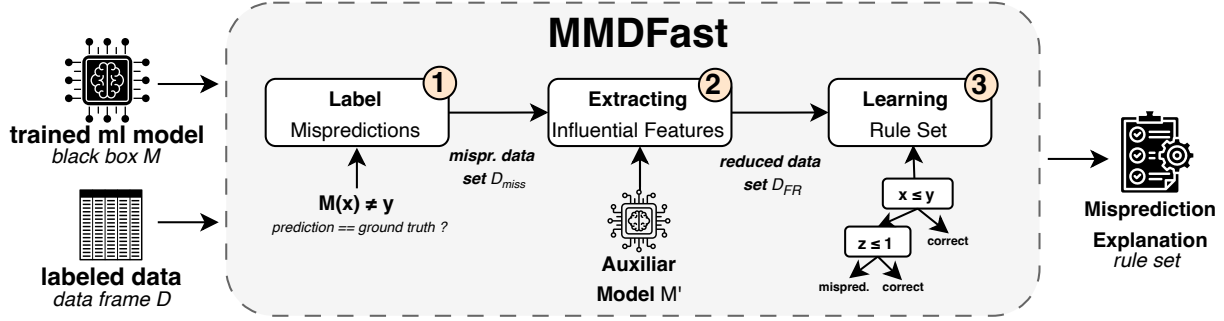 MMDFast
trained ml model
black box M
labeled data
data frame D
1
Label
Mispredictions
M(x) ≠ y
prediction == ground truth ?
mispr. data
set D_miss
2
Extracting
Influential Features
Auxiliar
Model M'
reduced data
set D_FR
3
Learning
Rule Set
x ≤ y
z ≤ 1
correct
mispred.
correct
Misprediction
Explanation
rule set